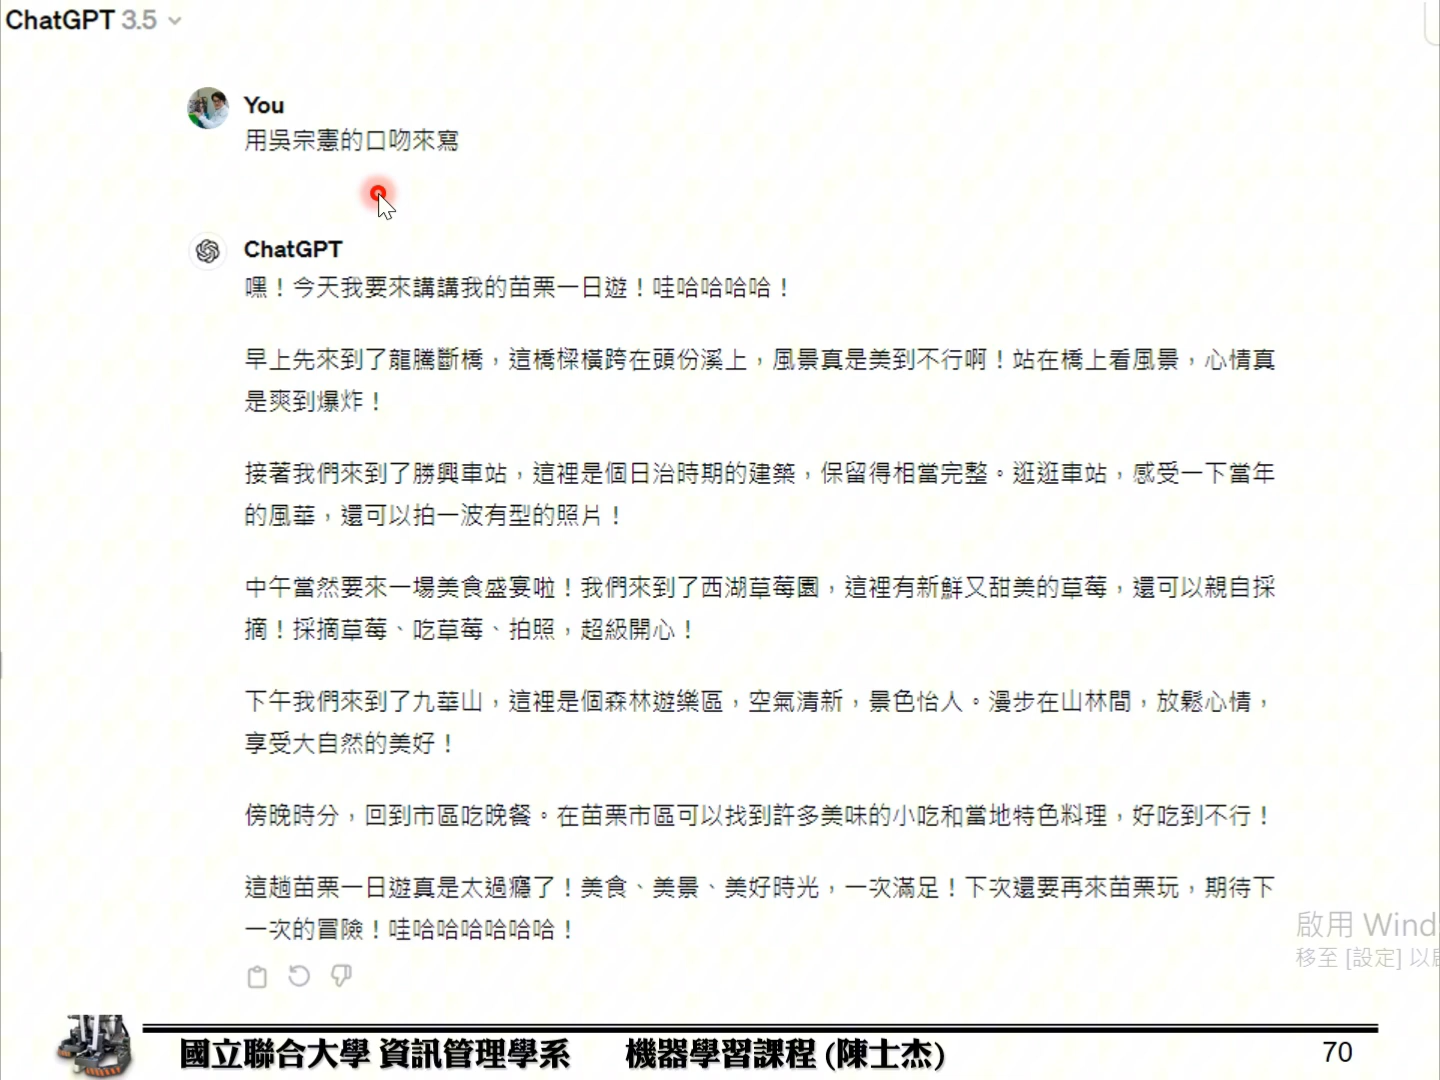 ChatGPT 3.5
You
用吳宗憲的口吻來寫
ChatGPT
嘿！今天我要來講講我的苗栗一日遊！哇哈哈哈哈！
早上先來到了龍騰斷橋，這橋樑橫跨在頭份溪上，風景真是美到不行啊！站在橋上看風景，心情真
是爽到爆炸！
接著我們來到了勝興車站，這裡是個日治時期的建築，保留得相當完整。逛逛車站，感受一下當年
的風華，還可以拍一波有型的照片！
中午當然要來一場美食盛宴啦！我們來到了西湖草莓園，這裡有新鮮又甜美的草莓，還可以親自採
摘！採摘草莓、吃草莓、拍照，超級開心！
下午我們來到了九華山，這裡是個森林遊樂區，空氣清新，景色怡人。漫步在山林間，放鬆心情，
享受大自然的美好！
傍晚時分，回到市區吃晚餐。在苗栗市區可以找到許多美味的小吃和當地特色料理，好吃到不行！
這趟苗栗一日遊真是太過癮了！美食、美景、美好時光，一次滿足！下次還要再來苗栗玩，期待下
一次的冒險！哇哈哈哈哈哈哈！
啟用 Wind
移至 [設定] 以
國立聯合大學 資訊管理學系 機器學習課程 (陳士杰) 70